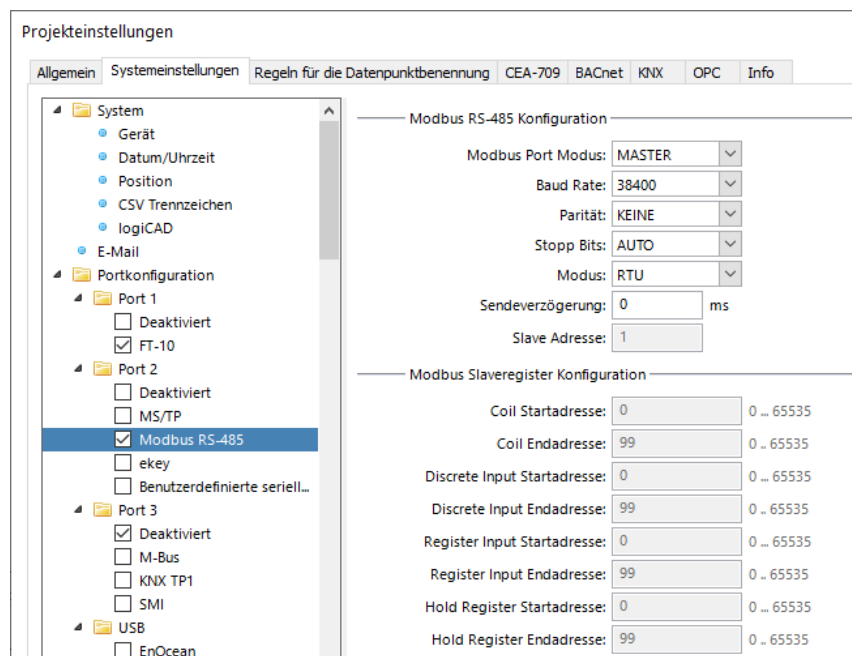 Projekteinstellungen
Allgemein Systemeinstellungen Regeln für die Datenpunktbenennung CEA-709 BACnet KNX OPC Info
System
Gerät
Datum/Uhrzeit
Position
CSV Trennzeichen
logiCAD
E-Mail
Portkonfiguration
Port 1
Deaktiviert
FT-10
Port 2
Deaktiviert
MS/TP
Modbus RS-485
ekey
Benutzerdefinierte seriell...
Port 3
Deaktiviert
M-Bus
KNX TP1
SMI
USB
EnOcean
Modbus RS-485 Konfiguration
Modbus Port Modus: MASTER
Baud Rate: 38400
Parität: KEINE
Stopp Bits: AUTO
Modus: RTU
Sendeverzögerung: 0 ms
Slave Adresse: 1
Modbus Slaveregister Konfiguration
Coil Startadresse: 0 0 ... 65535
Coil Endadresse: 99 0 .. 65535
Discrete Input Startadresse: 0 0 ... 65535
Discrete Input Endadresse: 99 0 .. 65535
Register Input Startadresse: 0 0 ... 65535
Register Input Endadresse: 99 0 .. 65535
Hold Register Startadresse: 0 0 ... 65535
Hold Register Endadresse: 99 0 .. 65535